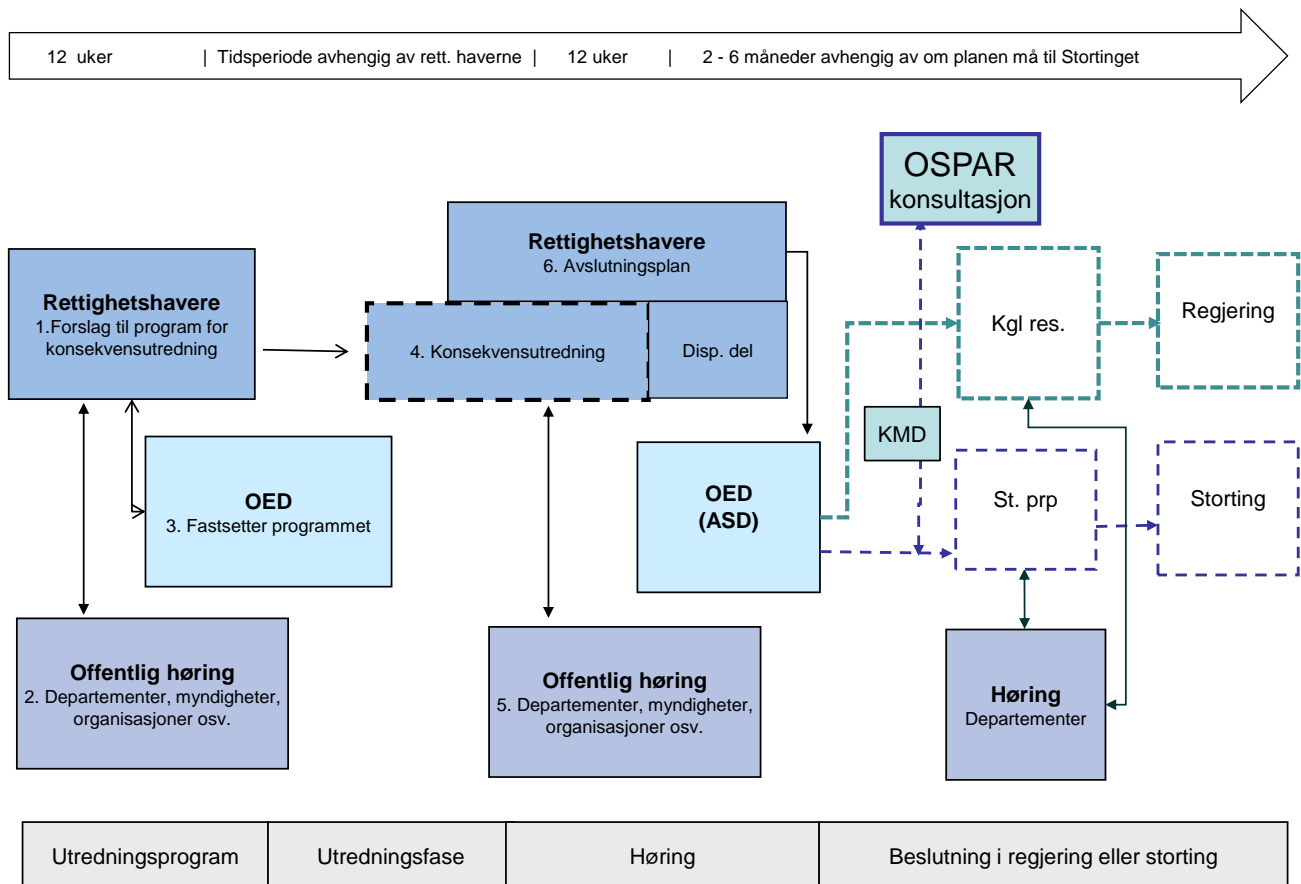 12 uker | Tidsperiode avhengig av rett. haverne | 12 uker | 2 - 6 måneder avhengig av om planen må til Stortinget
OSPAR
konsultasjon
Rettighetshavere
1.Forslag til program for
konsekvensutredning
Rettighetshavere
6. Avslutningsplan
4. Konsekvensutredning
Disp. del
Kgl res.
Regjering
KMD
OED
3. Fastsetter programmet
OED
(ASD)
St. prp
Storting
Offentlig høring
2. Departementer, myndigheter,
organisasjoner osv.
Offentlig høring
5. Departementer, myndigheter,
organisasjoner osv.
Høring
Departementer
Utredningsprogram
Utredningsfase
Høring
Beslutning i regjering eller storting